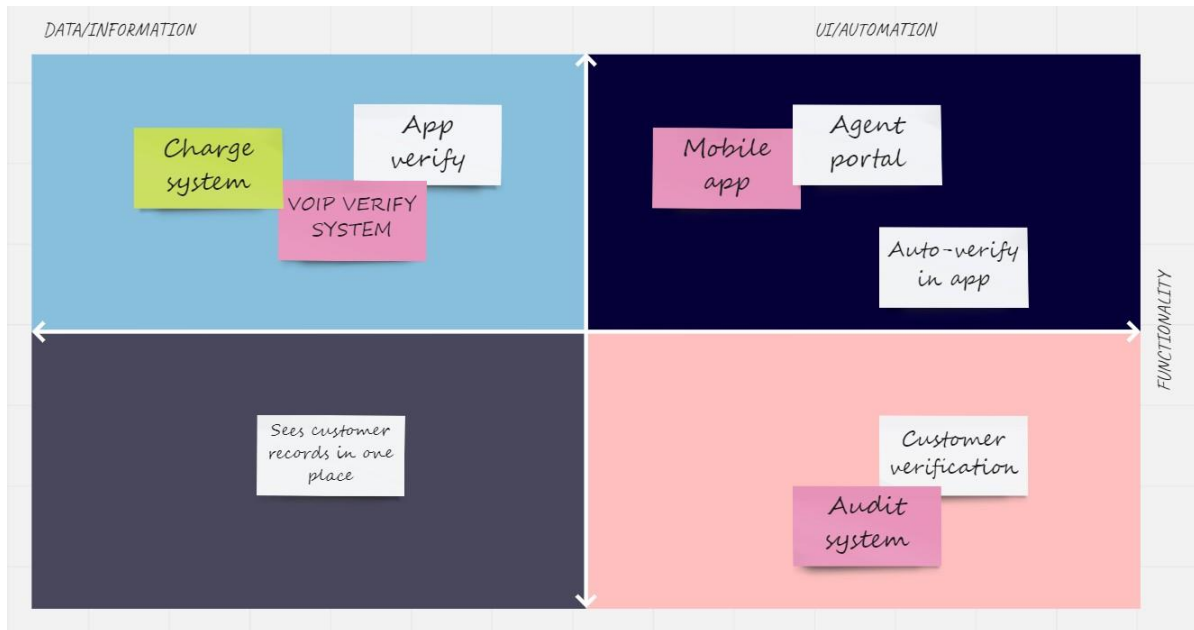 DATA/INFORMATION
UI/AUTOMATION
Charge
system
App
verify
VOIP VERIFY
SYSTEM
Mobile
app
Agent
portal
Auto-verify
in app
FUNCTIONALITY
Sees customer
records in one
place
Customer
verification
Audit
system